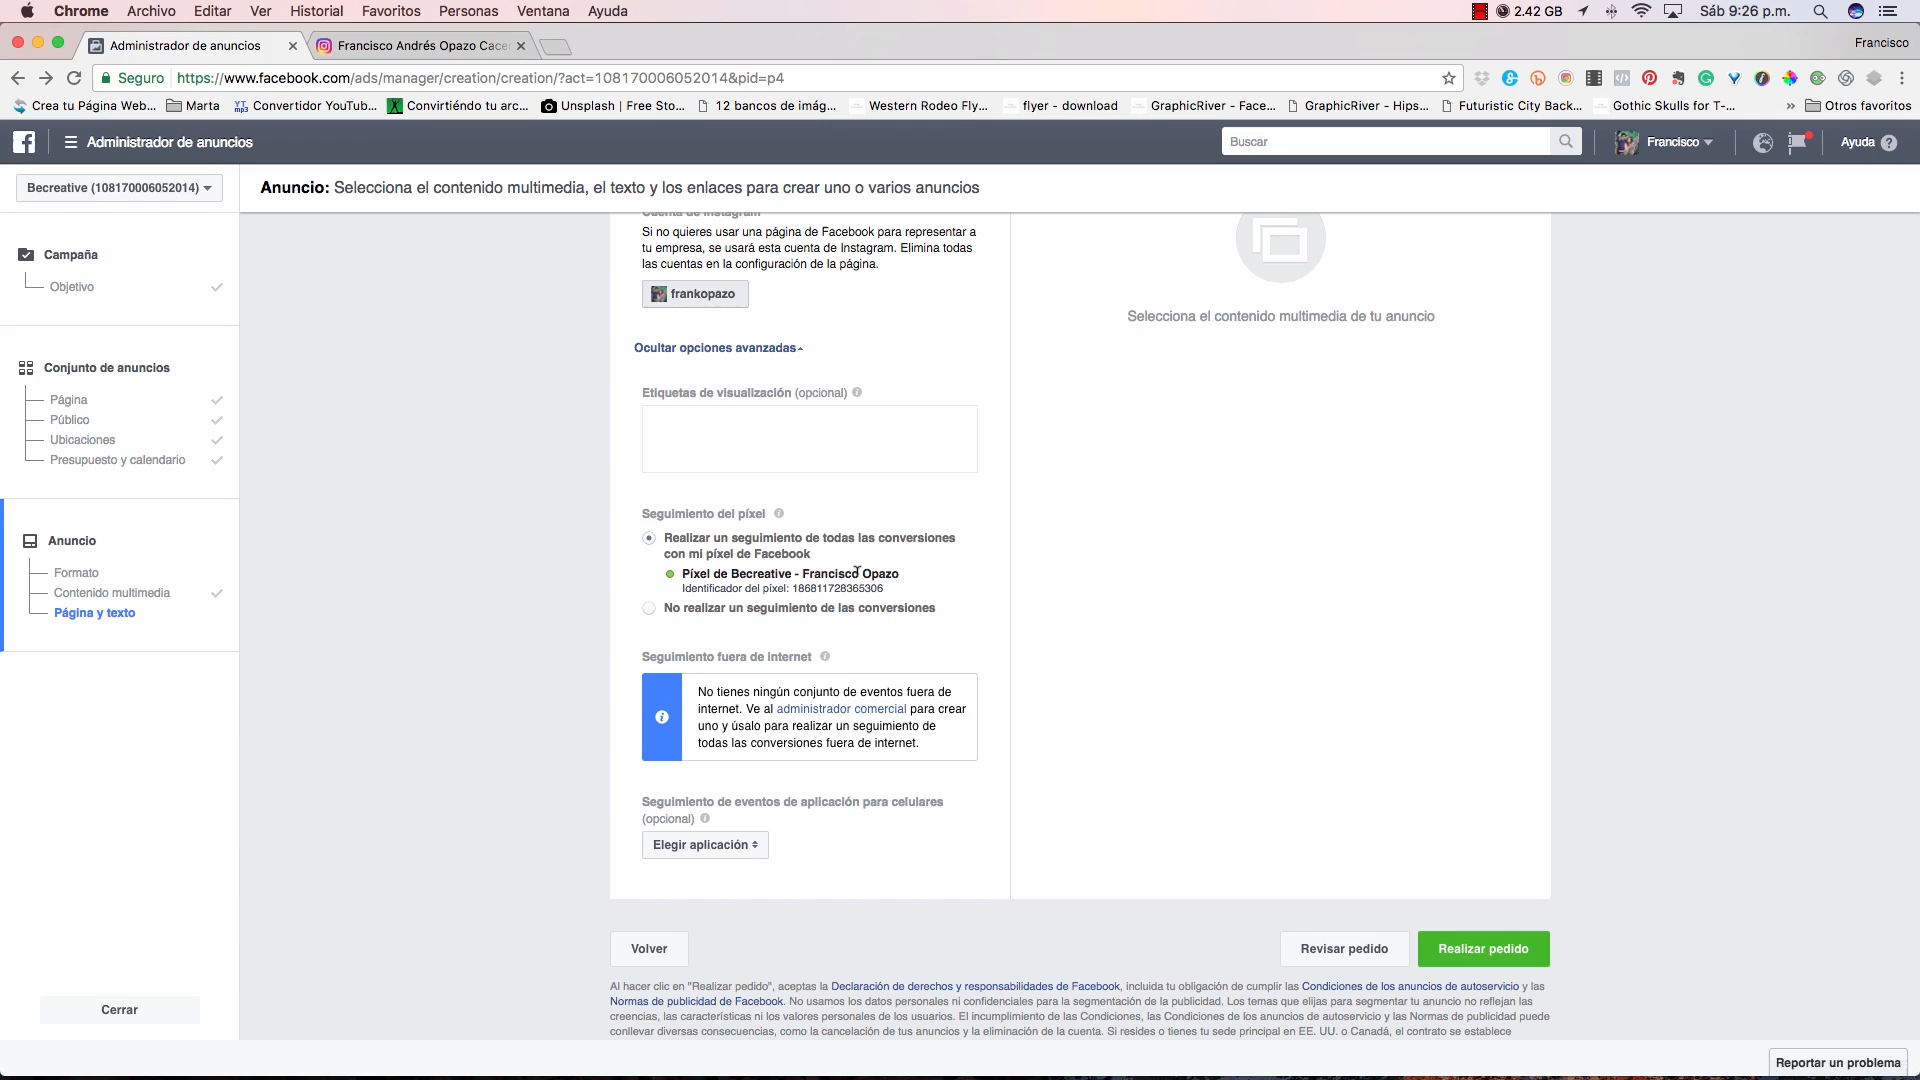 Chrome Archivo Editar Ver Historial Favoritos Personas Ventana Ayuda 2.42 GB Sáb 9:26 p.m.
Administrador de anuncios Francisco Andrés Opazo Cace Francisco
Seguro https://www.facebook.com/ads/manager/creation/creation/?act=108170006052014&pid=p4
Crea tu Página Web... Marta Convertidor YouTub... Convirtiéndo tu arc... Unsplash | Free Sto... 12 bancos de imág... Western Rodeo Fly... flyer - download GraphicRiver - Face... GraphicRiver - Hips... Futuristic City Back... Gothic Skulls for T-... » Otros favoritos
Administrador de anuncios Buscar Francisco Ayuda
Becreative (108170006052014) Anuncio: Selecciona el contenido multimedia, el texto y los enlaces para crear uno o varios anuncios
Campaña
Objetivo
Conjunto de anuncios
Página
Público
Ubicaciones
Presupuesto y calendario
Anuncio
Formato
Contenido multimedia
Página y texto
Cerrar
Cuenta de Instagram
Si no quieres usar una página de Facebook para representar a
tu empresa, se usará esta cuenta de Instagram. Elimina todas
las cuentas en la configuración de la página.
frankopazo
Ocultar opciones avanzadas
Etiquetas de visualización (opcional)
Seguimiento del píxel
Realizar un seguimiento de todas las conversiones
con mi píxel de Facebook
Píxel de Becreative - Francisco Opazo
Identificador del píxel: 186811728365306
No realizar un seguimiento de las conversiones
Seguimiento fuera de internet
No tienes ningún conjunto de eventos fuera de
internet. Ve al administrador comercial para crear
uno y úsalo para realizar un seguimiento de
todas las conversiones fuera de internet.
Seguimiento de eventos de aplicación para celulares
(opcional)
Elegir aplicación
Selecciona el contenido multimedia de tu anuncio
Volver Revisar pedido Realizar pedido
Al hacer clic en "Realizar pedido", aceptas la Declaración de derechos y responsabilidades de Facebook, incluida tu obligación de cumplir las Condiciones de los anuncios de autoservicio y las
Normas de publicidad de Facebook. No usamos los datos personales ni confidenciales para la segmentación de la publicidad. Los temas que elijas para segmentar tu anuncio no reflejan las
creencias, las características ni los valores personales de los usuarios. El incumplimiento de las Condiciones, las Condiciones de los anuncios de autoservicio y las Normas de publicidad puede
conllevar diversas consecuencias, como la cancelación de tus anuncios y la eliminación de la cuenta. Si resides o tienes tu sede principal en EE. UU. o Canadá, el contrato se establece
Reportar un problema